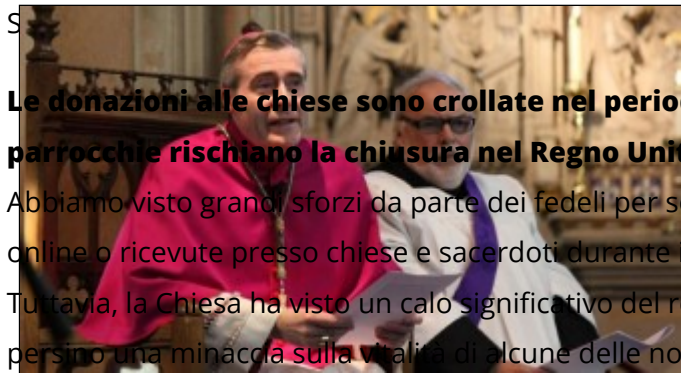 S
Le donazioni alle chiese sono crollate nel perio
parrocchie rischiano la chiusura nel Regno Unit
Abbiamo visto grandi sforzi da parte dei fedeli per s
online o ricevute presso chiese e sacerdoti durante i
Tuttavia, la Chiesa ha visto un calo significativo del r
persino una minaccia sulla vitalità di alcune delle no